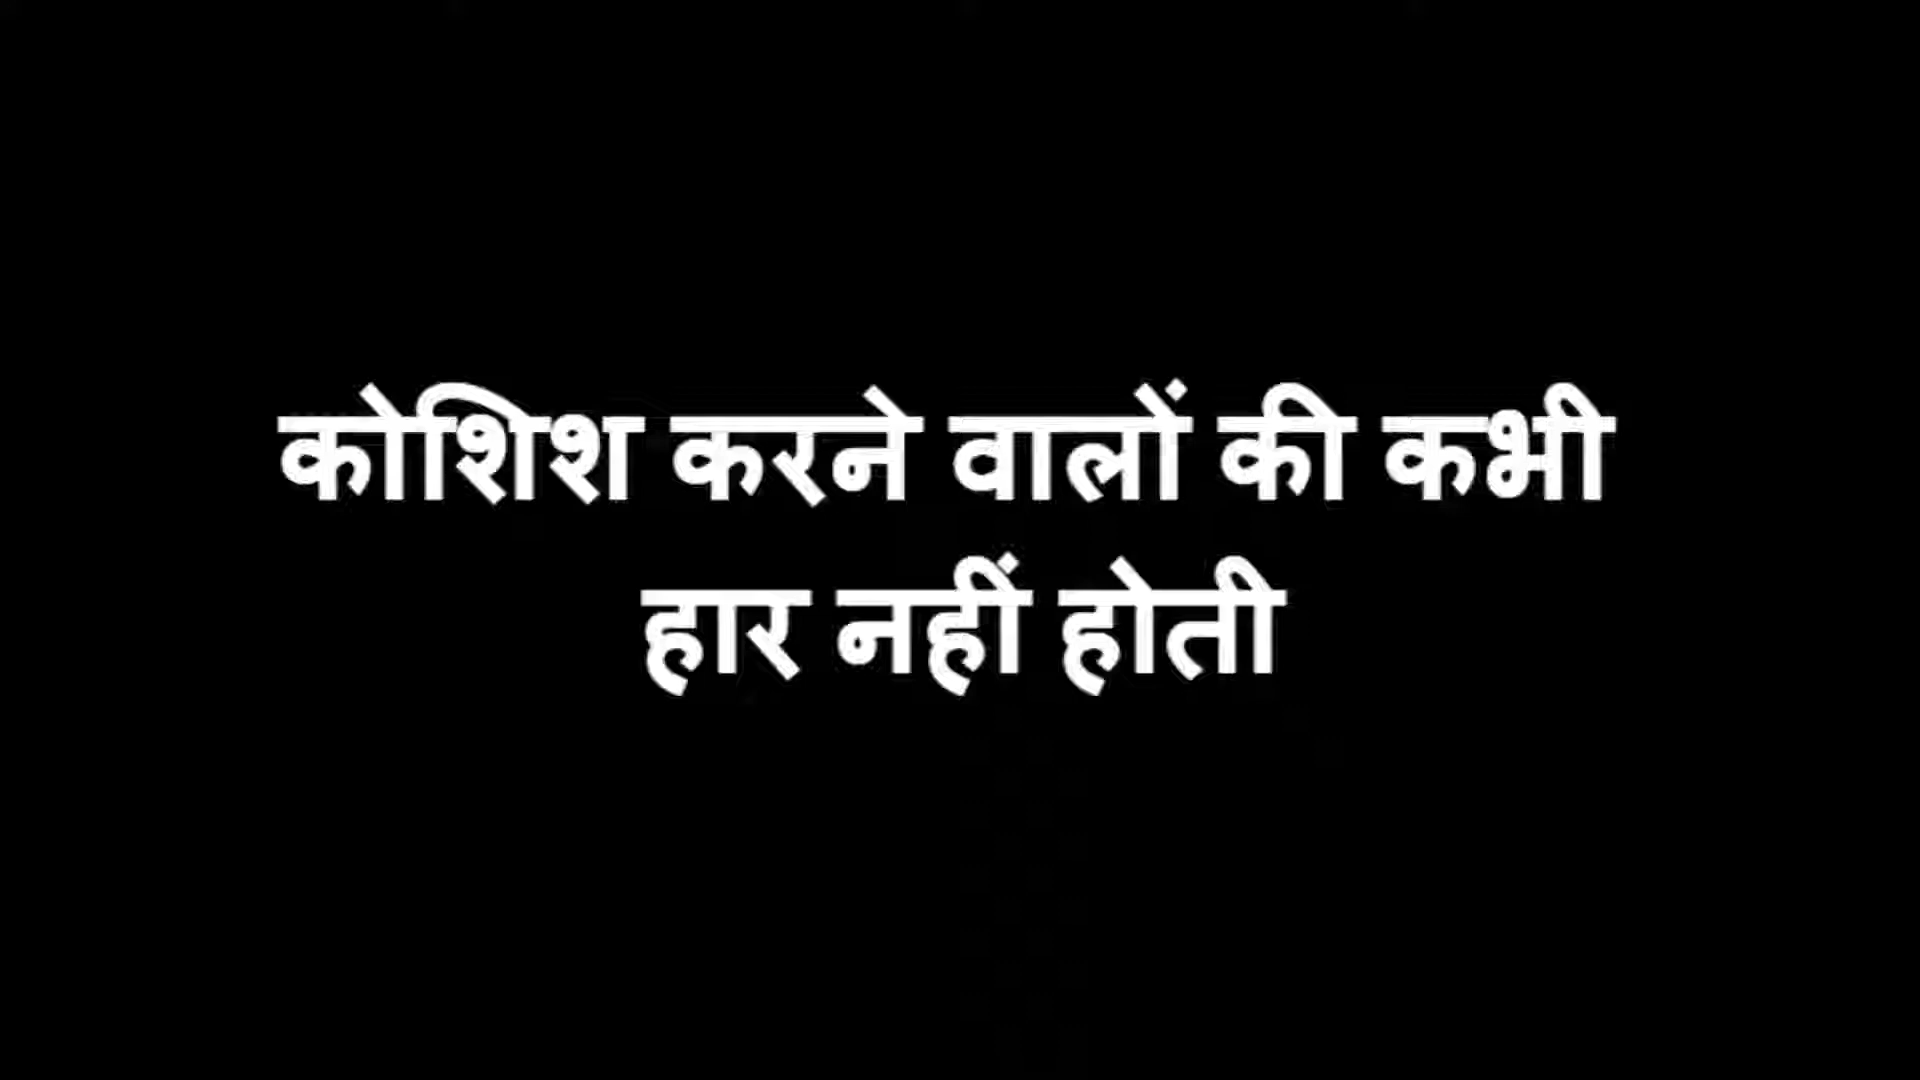 कोशिश करने वालों की कभी
हार नहीं होती